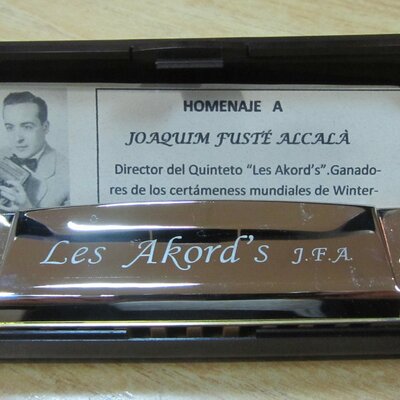 HOMENAJE A
JOAQUIM FUSTÉ ALCALÀ
Director del Quinteto "Les Akord's".Ganado-
res de los certámeness mundiales de Winter-
Les Akord's J.F.A.